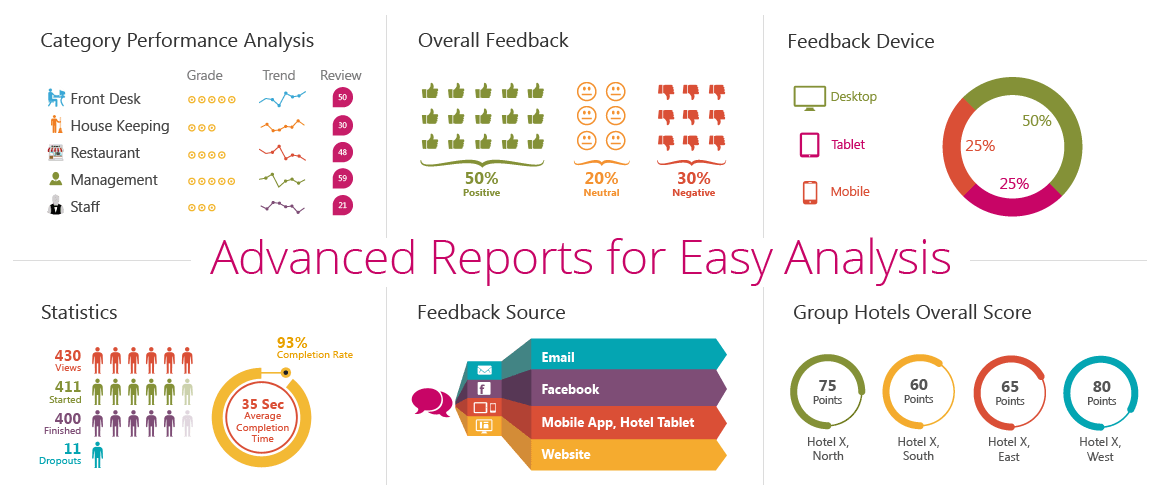 Category Performance Analysis
Grade Trend Review
Front Desk 50
House Keeping 30
Restaurant 48
Management 59
Staff 21
Overall Feedback
50% 20% 30%
Positive Neutral Negative
Feedback Device
Desktop
Tablet
Mobile
50%
25%
25%
Advanced Reports for Easy Analysis
Statistics
430
Views
411
Started
400
Finished
11
Dropouts
93%
Completion Rate
35 Sec
Average
Completion
Time
Feedback Source
Email
Facebook
Mobile App, Hotel Tablet
Website
Group Hotels Overall Score
75
Points
Hotel X,
North
60
Points
Hotel X,
South
65
Points
Hotel X,
East
80
Points
Hotel X,
West